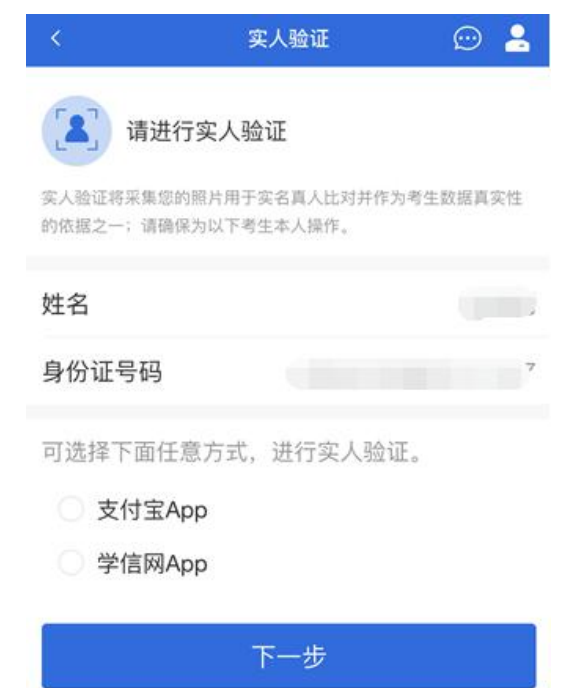 实人验证
请进行实人验证
实人验证将采集您的照片用于实名真人比对并作为考生数据真实性
的依据之一；请确保为以下考生本人操作。
姓名
身份证号码 7
可选择下面任意方式，进行实人验证。
支付宝App
学信网App
下一步